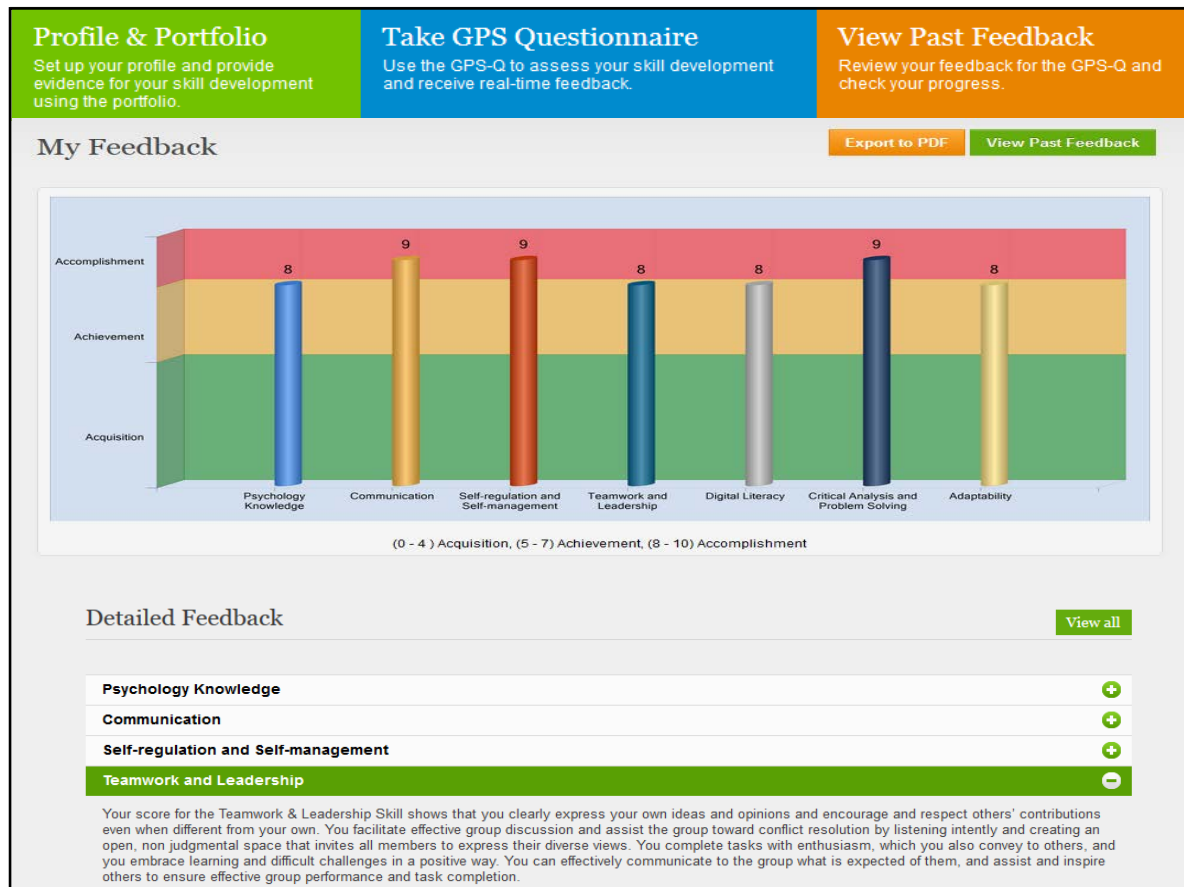 Profile & Portfolio
Set up your profile and provide
evidence for your skill development
using the portfolio.
Take GPS Questionnaire
Use the GPS-Q to assess your skill development
and receive real-time feedback.
View Past Feedback
Review your feedback for the GPS-Q and
check your progress.
My Feedback
Export to PDF
View Past Feedback
Accomplishment
Achievement
Acquisition
8
9
9
8
8
9
8
Psychology
Knowledge
Communication
Self-regulation and
Self-management
Teamwork and
Leadership
Digital Literacy
Critical Analysis and
Problem Solving
Adaptability
(0 - 4 ) Acquisition, (5 - 7) Achievement, (8 - 10) Accomplishment
Detailed Feedback
View all
Psychology Knowledge
Communication
Self-regulation and Self-management
Teamwork and Leadership
Your score for the Teamwork & Leadership Skill shows that you clearly express your own ideas and opinions and encourage and respect others' contributions
even when different from your own. You facilitate effective group discussion and assist the group toward conflict resolution by listening intently and creating an
open, non judgmental space that invites all members to express their diverse views. You complete tasks with enthusiasm, which you also convey to others, and
you embrace learning and difficult challenges in a positive way. You can effectively communicate to the group what is expected of them, and assist and inspire
others to ensure effective group performance and task completion.